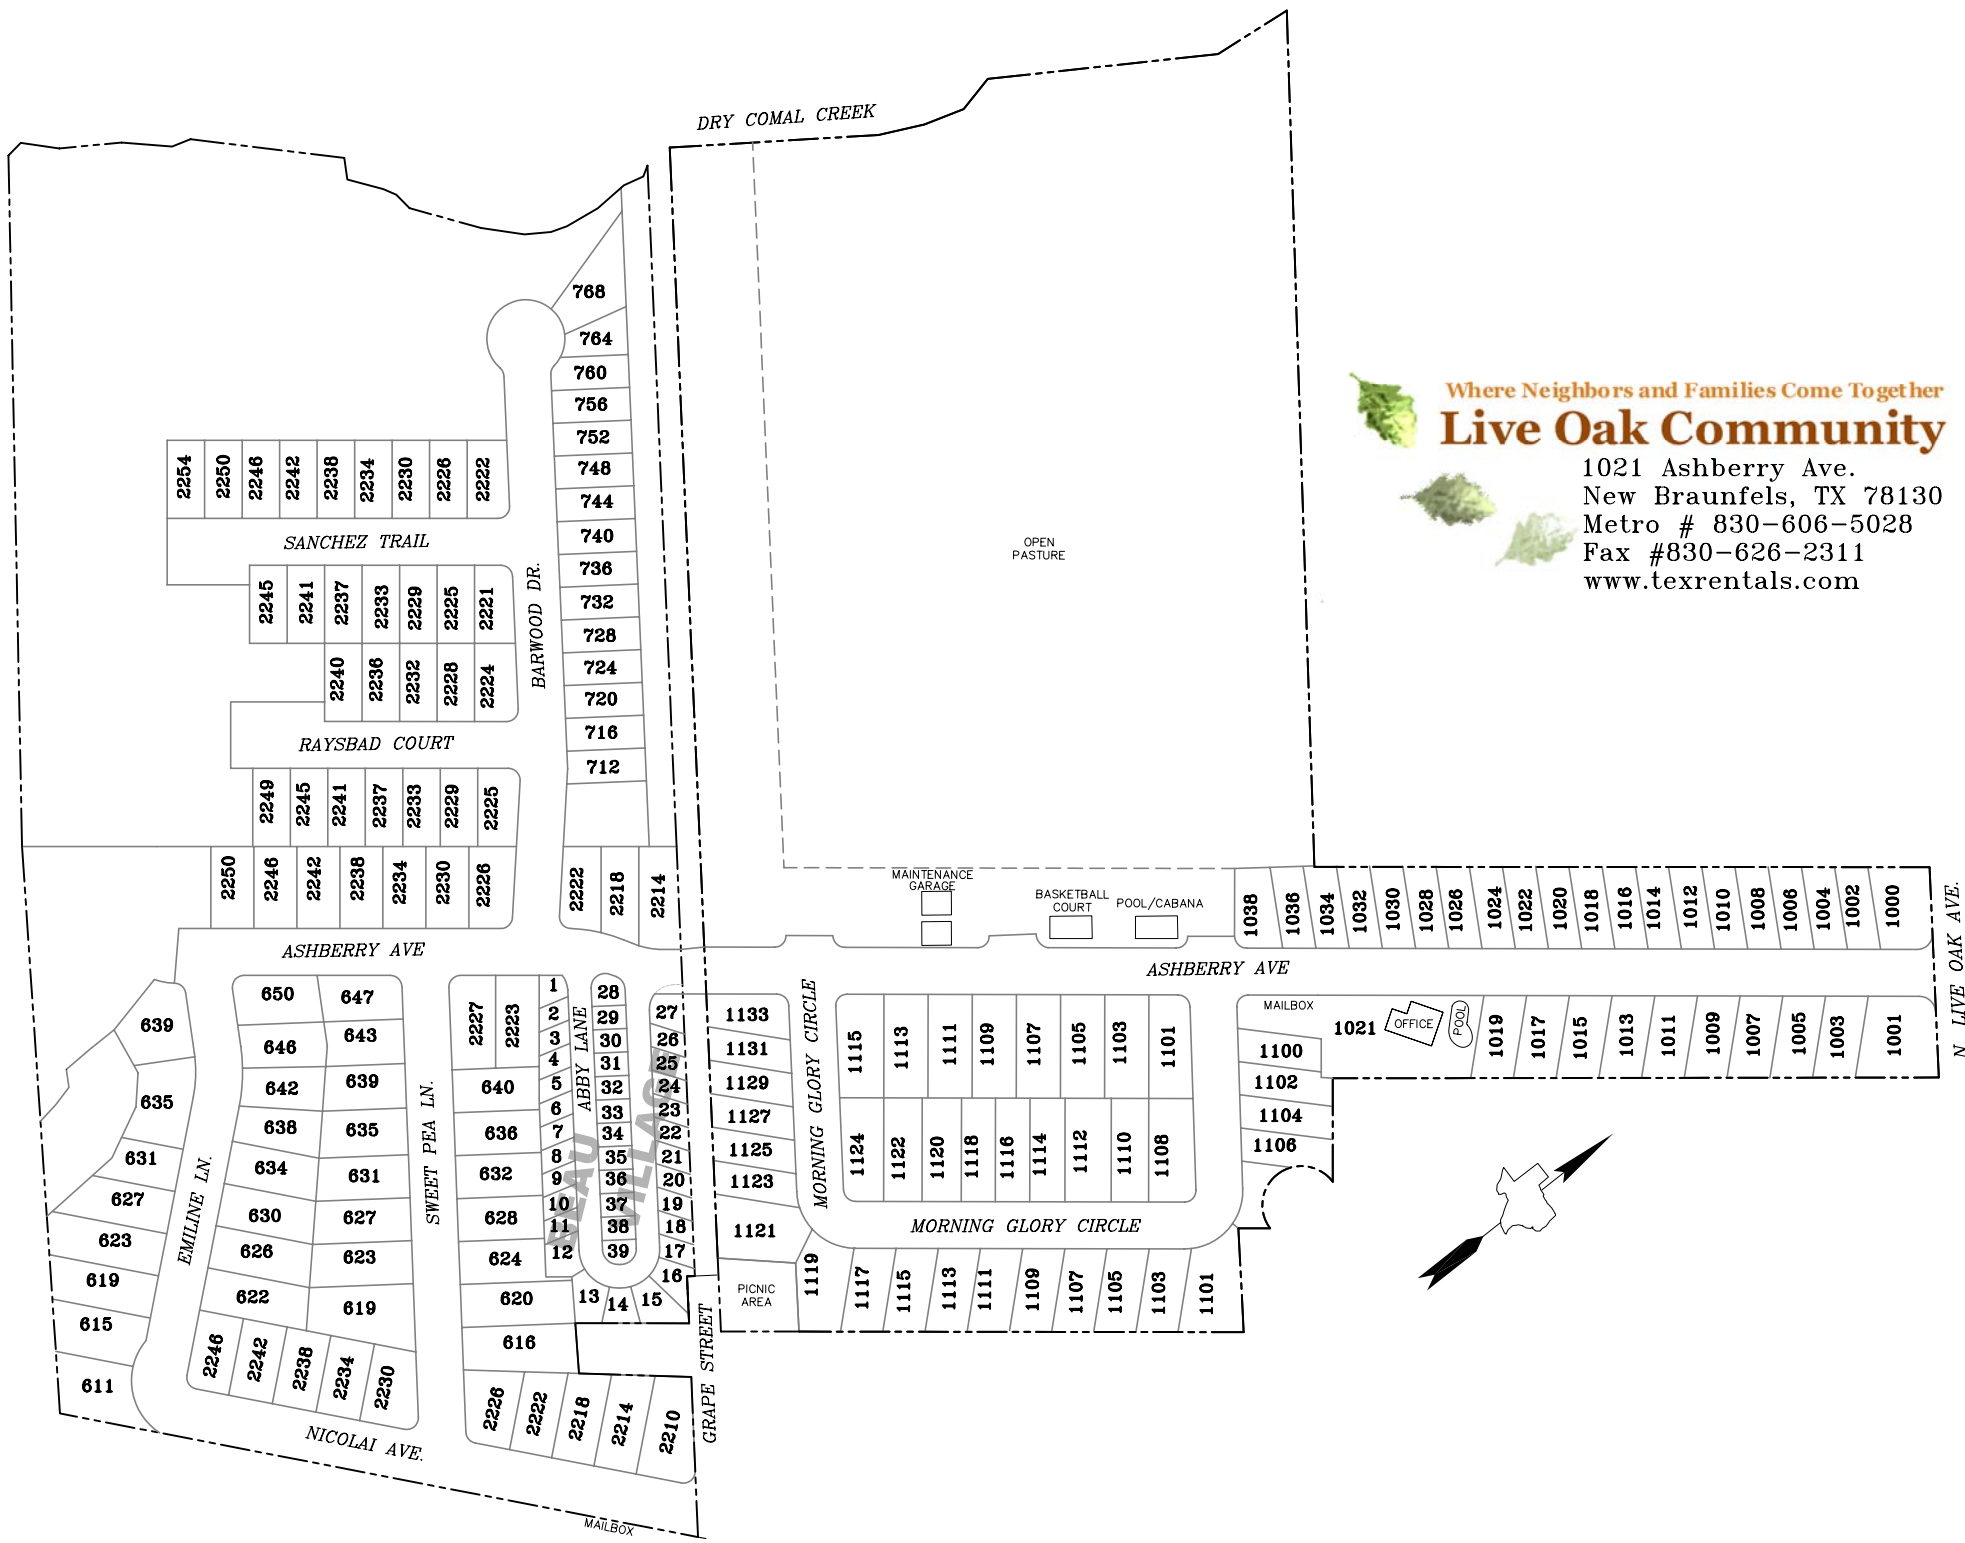 DRY COMAL CREEK
Where Neighbors and Families Come Together
Live Oak Community
1021 Ashberry Ave.
New Braunfels, TX 78130
Metro # 830-606-5028
Fax #830-626-2311
www.texrentals.com
768
764
760
756
752
748
744
740
736
732
728
724
720
716
712
BARWOOD DR.
2254 2250 2246 2242 2238 2234 2230 2226 2222
SANCHEZ TRAIL
2245 2241 2237 2233 2229 2225 2221
2240 2236 2232 2228 2224
RAYSBAD COURT
2249 2245 2241 2237 2233 2229 2225
2250 2246 2242 2238 2234 2230 2226
2222 2218 2214
ASHBERRY AVE
OPEN
PASTURE
MAINTENANCE
GARAGE
BASKETBALL
COURT
POOL/CABANA
1038 1036 1034 1032 1030 1028 1026 1024 1022 1020 1018 1016 1014 1012 1010 1008 1006 1004 1002 1000
ASHBERRY AVE
N LIVE OAK AVE.
MAILBOX
1021
OFFICE
POOL
1019 1017 1015 1013 1011 1009 1007 1005 1003 1001
1100
1102
1104
1106
639
635
631
627
623
619
615
611
EMILINE LN.
650
646
642
638
634
630
626
622
647
643
639
635
631
627
623
619
2246 2242 2238 2234 2230
SWEET PEA LN.
2227 2223
640
636
632
628
624
620
616
2226 2222 2218 2214 2210
NICOLAI AVE.
MAILBOX
GRAPE STREET
ABBY LANE
BEAU
VILLAGE
1
2
3
4
5
6
7
8
9
10
11
12
13
14
15
16
17
18
19
20
21
22
23
24
25
26
27
28
29
30
31
32
33
34
35
36
37
38
39
1133
1131
1129
1127
1125
1123
1121
PICNIC
AREA
MORNING GLORY CIRCLE
1115 1113 1111 1109 1107 1105 1103 1101
1124 1122 1120 1118 1116 1114 1112 1110 1108
MORNING GLORY CIRCLE
1119 1117 1115 1113 1111 1109 1107 1105 1103 1101